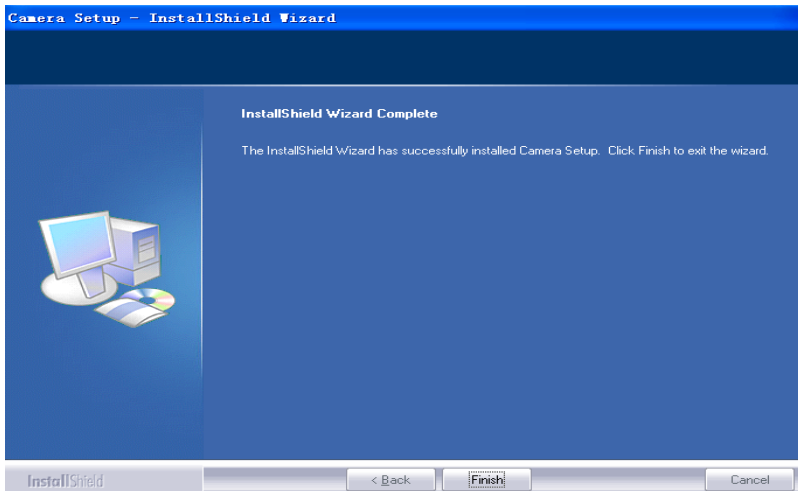 Camera Setup - InstallShield Wizard
InstallShield Wizard Complete
The InstallShield Wizard has successfully installed Camera Setup. Click Finish to exit the wizard.
InstallShield
< Back
Finish
Cancel